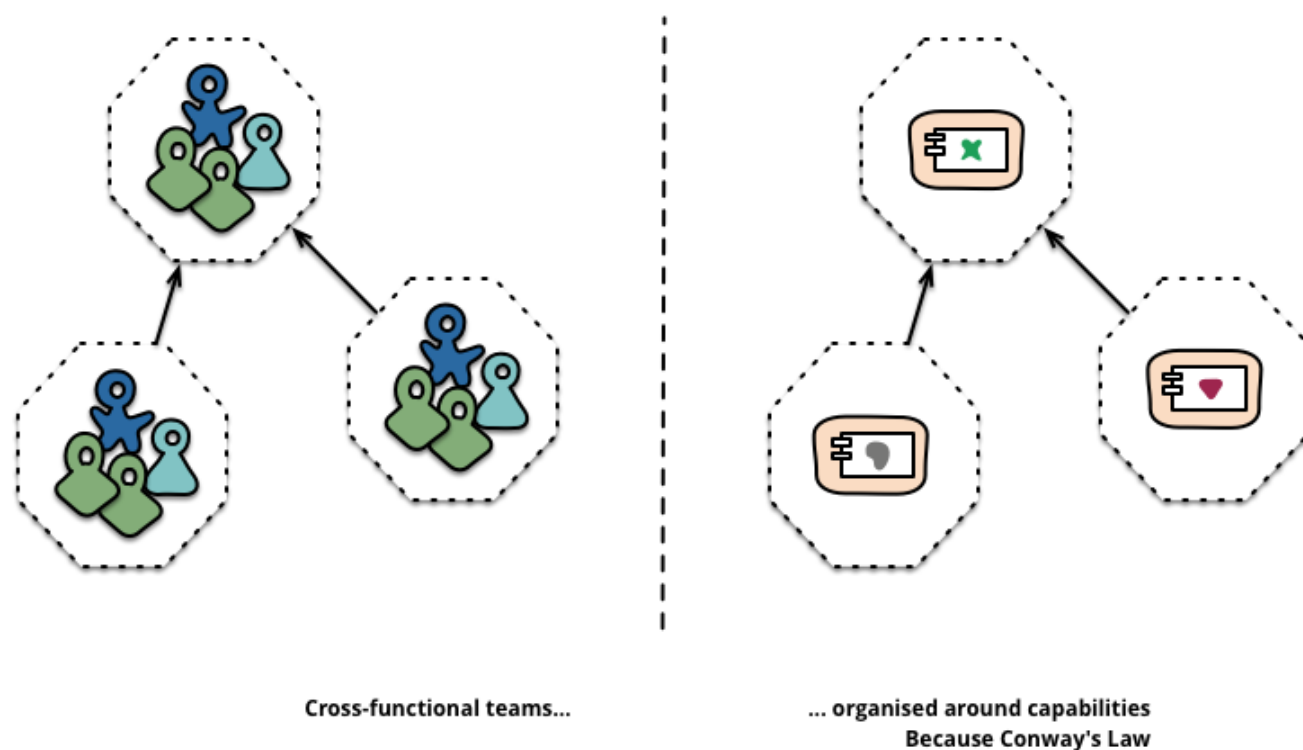 Cross-functional teams...
... organised around capabilities
Because Conway's Law